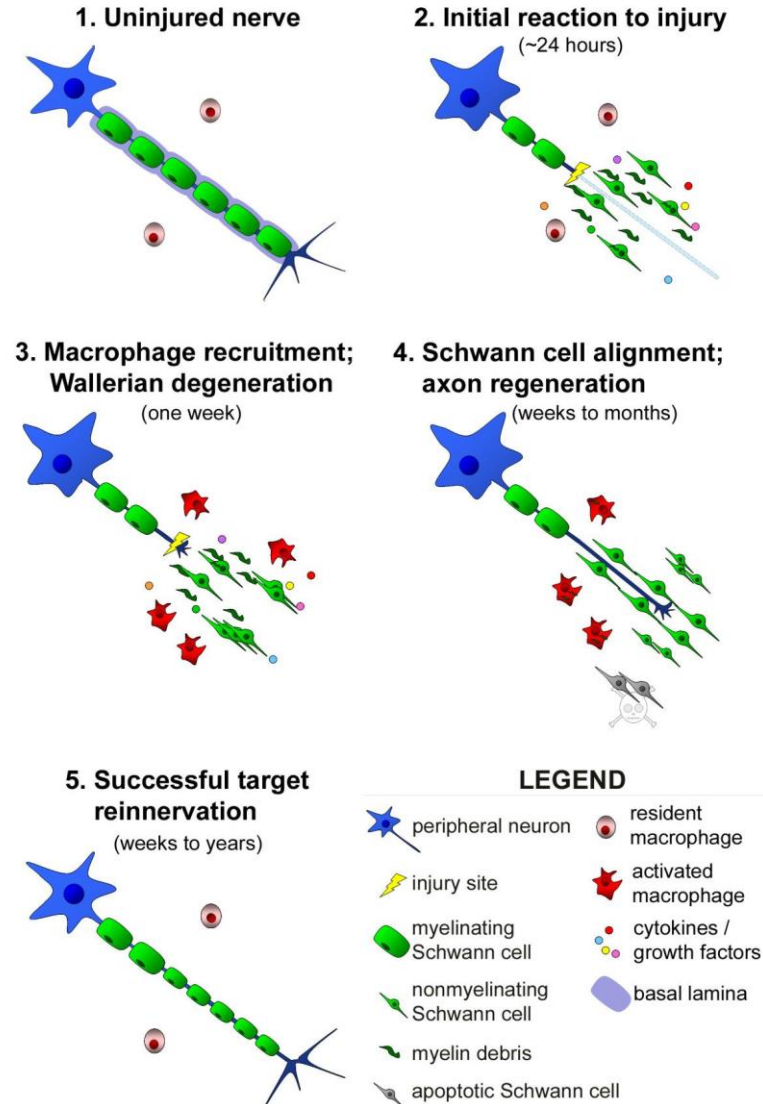 1. Uninjured nerve
2. Initial reaction to injury
(~24 hours)
3. Macrophage recruitment;
Wallerian degeneration
(one week)
4. Schwann cell alignment;
axon regeneration
(weeks to months)
5. Successful target
reinnervation
(weeks to years)
LEGEND
peripheral neuron
injury site
myelinating
Schwann cell
nonmyelinating
Schwann cell
myelin debris
apoptotic Schwann cell
resident
macrophage
activated
macrophage
cytokines /
growth factors
basal lamina